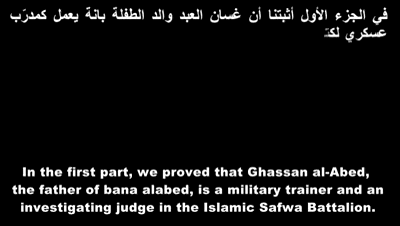 في الجزء الأول أثبتنا أن غسان العبد والد الطفلة بانة يعمل كمدرّب
عسكري
In the first part, we proved that Ghassan al-Abed,
the father of bana alabed, is a military trainer and an
investigating judge in the Islamic Safwa Battalion.